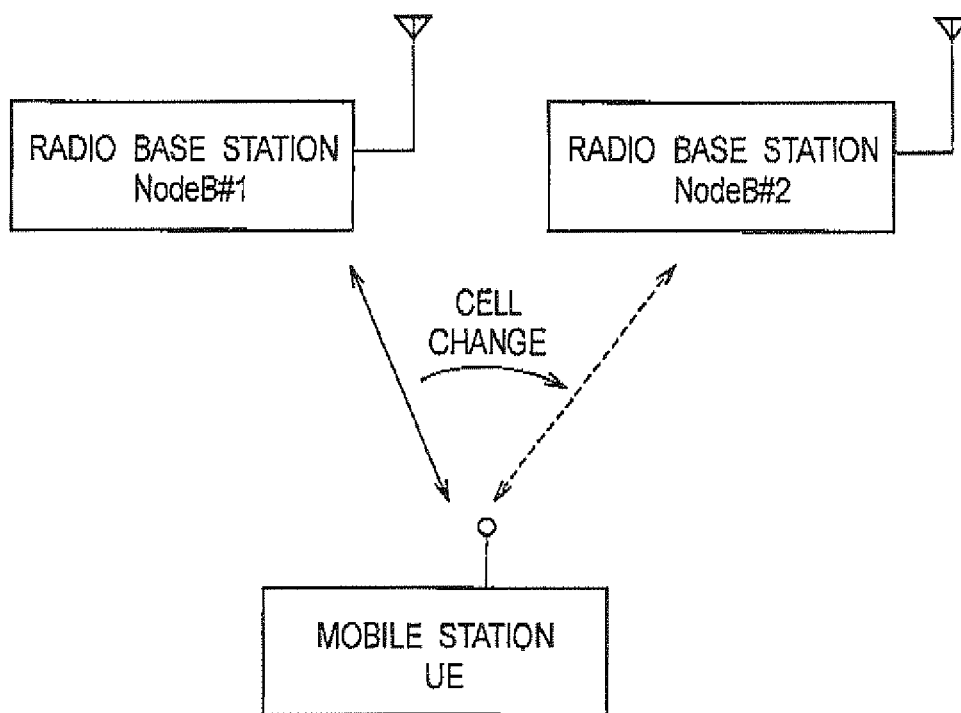 RADIO BASE STATION
NodeB#1
RADIO BASE STATION
NodeB#2
CELL
CHANGE
MOBILE STATION
UE